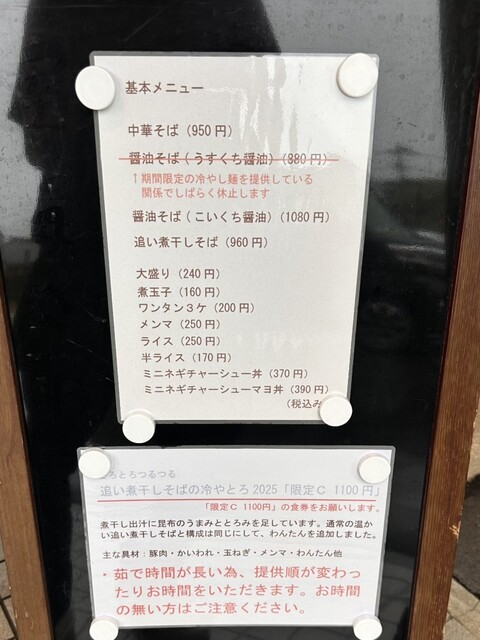 基本メニュー
中華そば（950円）
醤油そば（うすくち醤油）（880円）
↑期間限定の冷やし麺を提供している
関係でしばらく休止します
醤油そば（こいくち醤油）（1080円）
追い煮干しそば（960円）
大盛り（240円）
煮玉子（160円）
ワンタン３ケ（200円）
メンマ（250円）
ライス（250円）
半ライス（170円）
ミニネギチャーシュー丼（370円）
ミニネギチャーシューマヨ丼（390円）
（税込み
とろとろつるつる
追い煮干しそばの冷やとろ2025「限定Ｃ 1100円」
「限定Ｃ 1100円」の食券をお願いします。
煮干し出汁に昆布のうまみととろみを足しています。通常の温か
い追い煮干しそばと構成は同じにして、わんたんを追加しました。
主な具材：豚肉・かいわれ・玉ねぎ・メンマ・わんたん他
・茹で時間が長い為、提供順が変わっ
たりお時間をいただきます。お時間
の無い方はご注意ください。